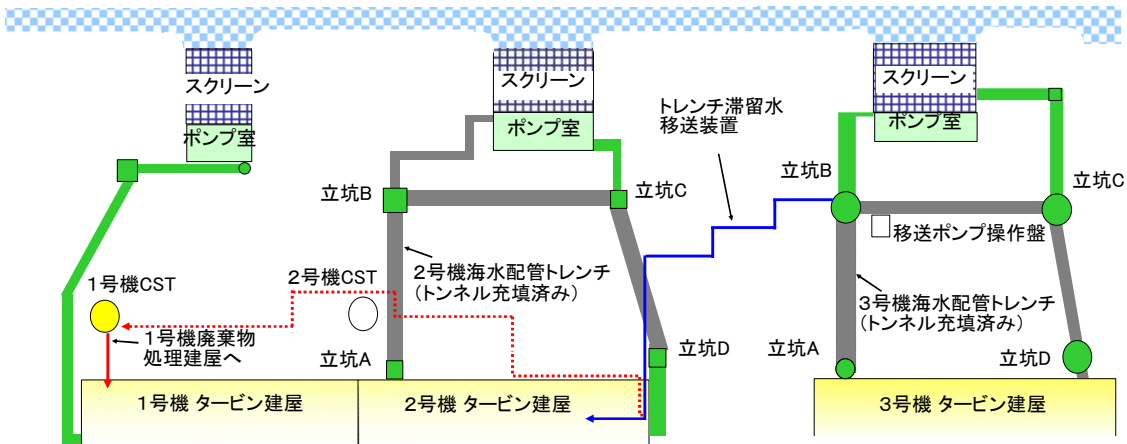 スクリーン
ポンプ室
スクリーン
ポンプ室
トレンチ滞留水
移送装置
スクリーン
ポンプ室
立坑B
立坑C
立坑B
立坑C
移送ポンプ操作盤
1号機CST
2号機CST
2号機海水配管トレンチ
(トンネル充填済み)
3号機海水配管トレンチ
(トンネル充填済み)
1号機廃棄物
処理建屋へ
立坑A
立坑D
立坑A
立坑D
1号機 タービン建屋
2号機 タービン建屋
3号機 タービン建屋